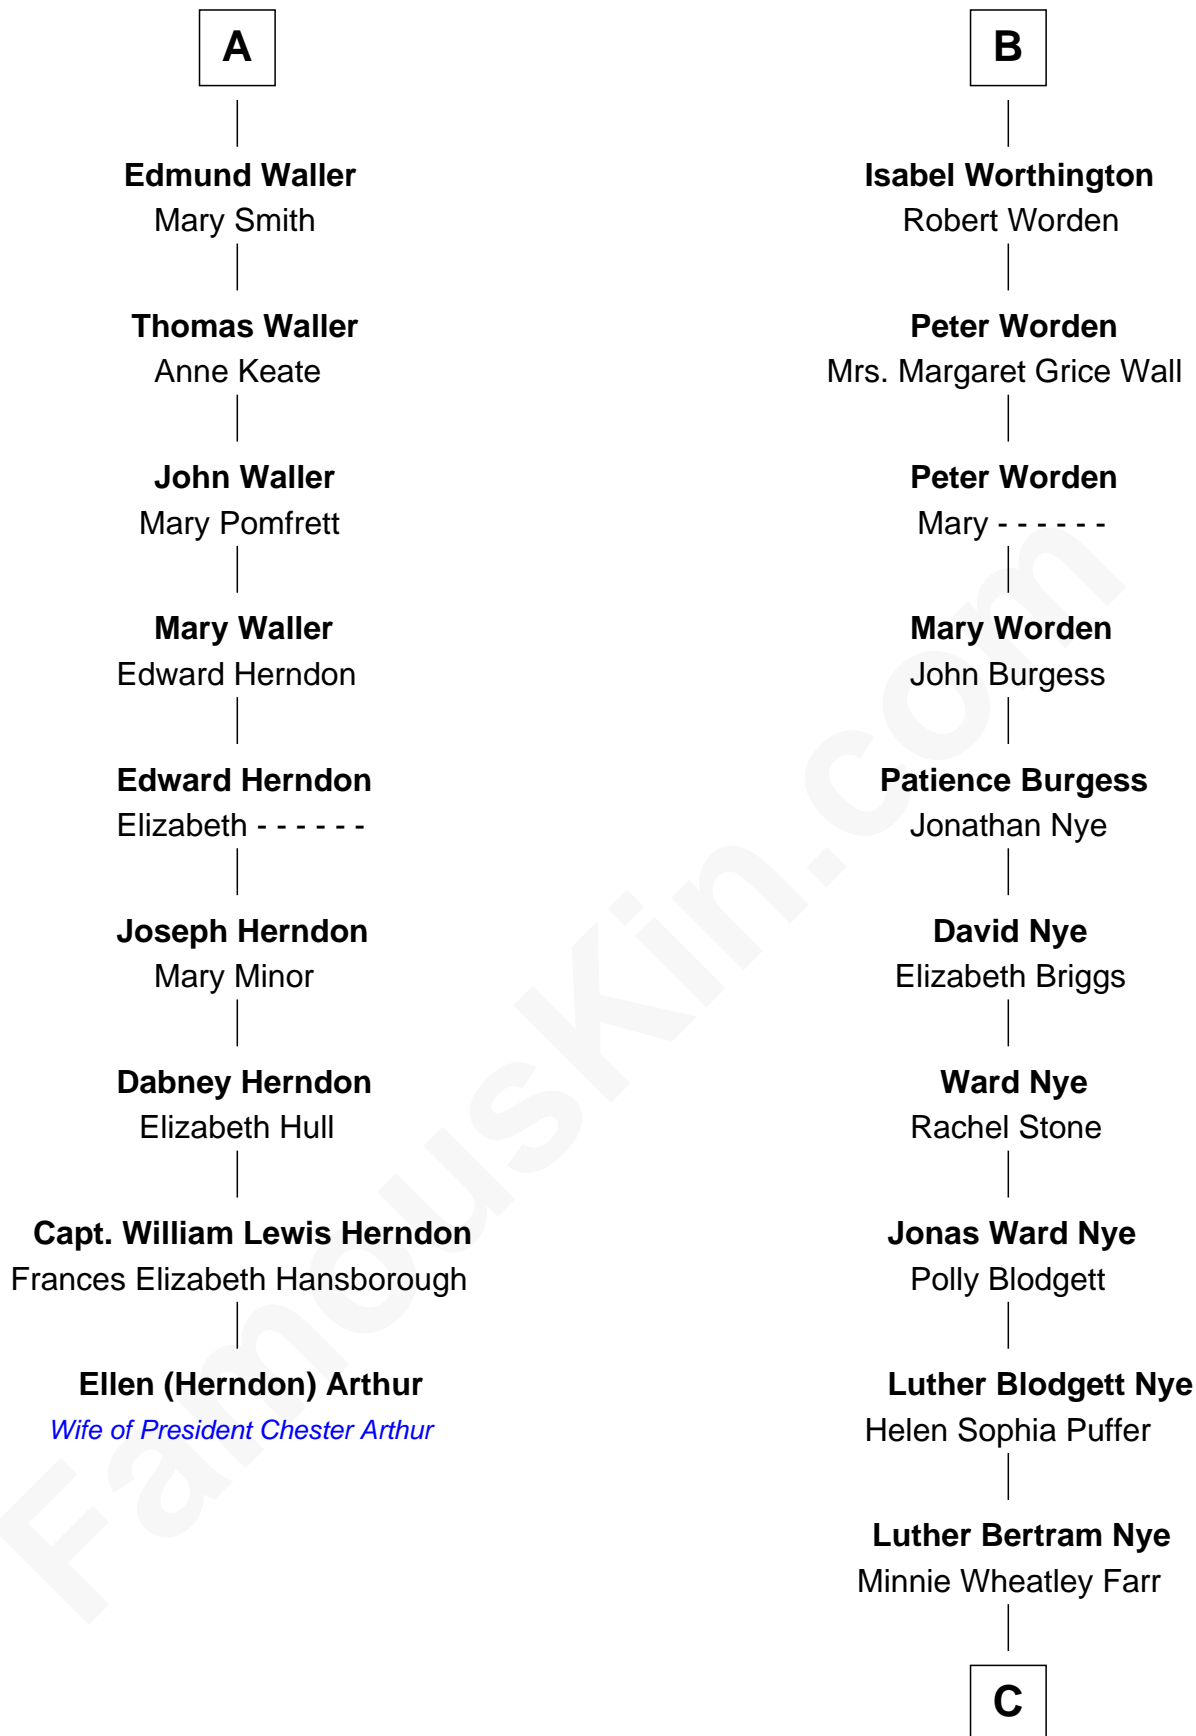 A
Edmund Waller
Mary Smith
Thomas Waller
Anne Keate
John Waller
Mary Pomfrett
Mary Waller
Edward Herndon
Edward Herndon
Elizabeth - - - - - -
Joseph Herndon
Mary Minor
Dabney Herndon
Elizabeth Hull
Capt. William Lewis Herndon
Frances Elizabeth Hansborough
Ellen (Herndon) Arthur
Wife of President Chester Arthur
B
Isabel Worthington
Robert Worden
Peter Worden
Mrs. Margaret Grice Wall
Peter Worden
Mary - - - - - -
Mary Worden
John Burgess
Patience Burgess
Jonathan Nye
David Nye
Elizabeth Briggs
Ward Nye
Rachel Stone
Jonas Ward Nye
Polly Blodgett
Luther Blodgett Nye
Helen Sophia Puffer
Luther Bertram Nye
Minnie Wheatley Farr
C
FamousKin.com